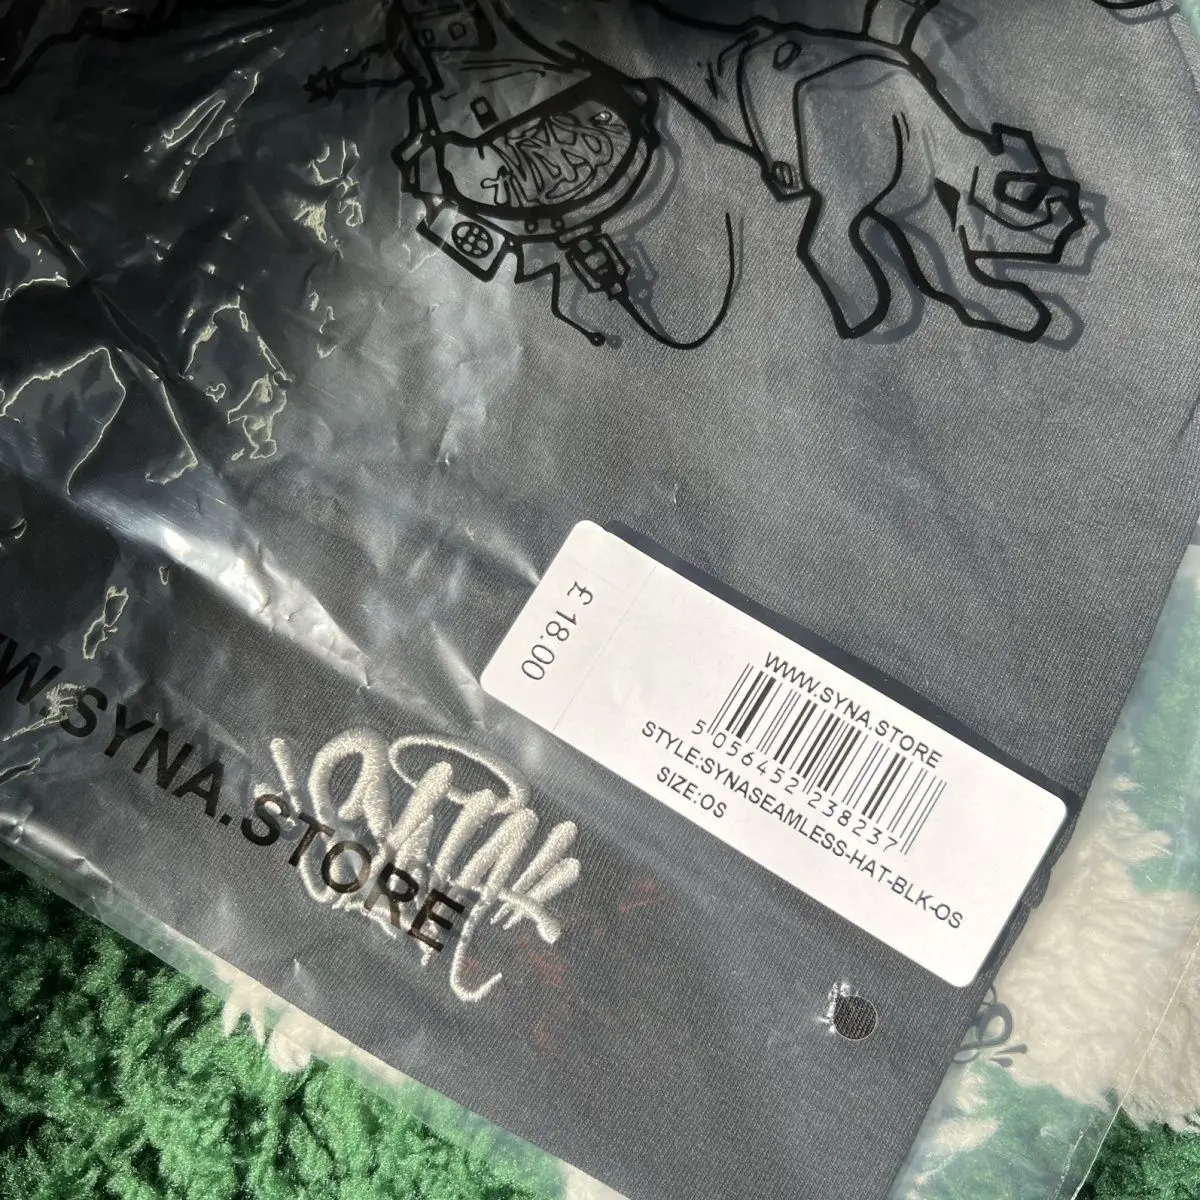 £ 18.00
WWW.SYNA.STORE
5 056452 238237
STYLE:SYNASEAMLESS-HAT-BLK-OS
SIZE:OS
W.SYNA.STORE